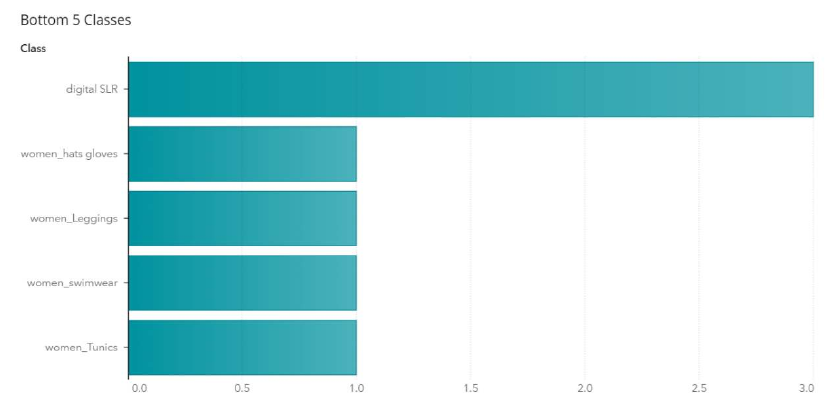 Bottom 5 Classes
Class
digital SLR
women_hats gloves
women_Leggings
women_swimwear
women_Tunics
0.0 0.5 1.0 1.5 2.0 2.5 3.0